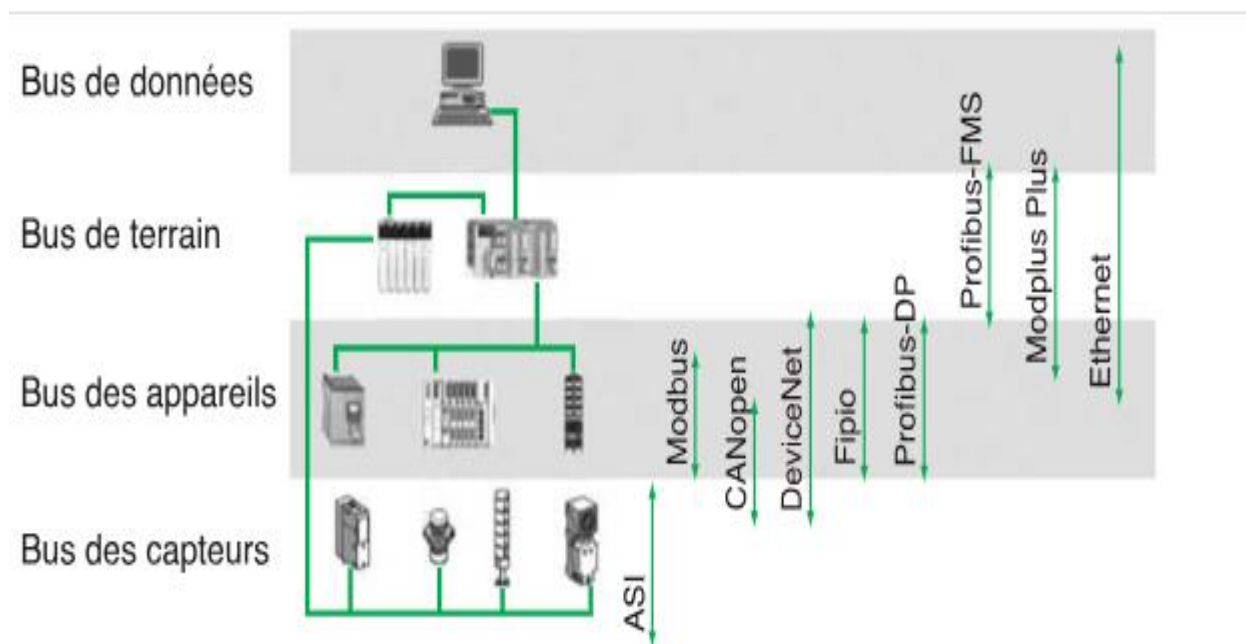 Bus de données
Bus de terrain
Bus des appareils
Bus des capteurs
ASI
Modbus
CANopen
DeviceNet
Fipio
Profibus-DP
Profibus-FMS
Modplus Plus
Ethernet